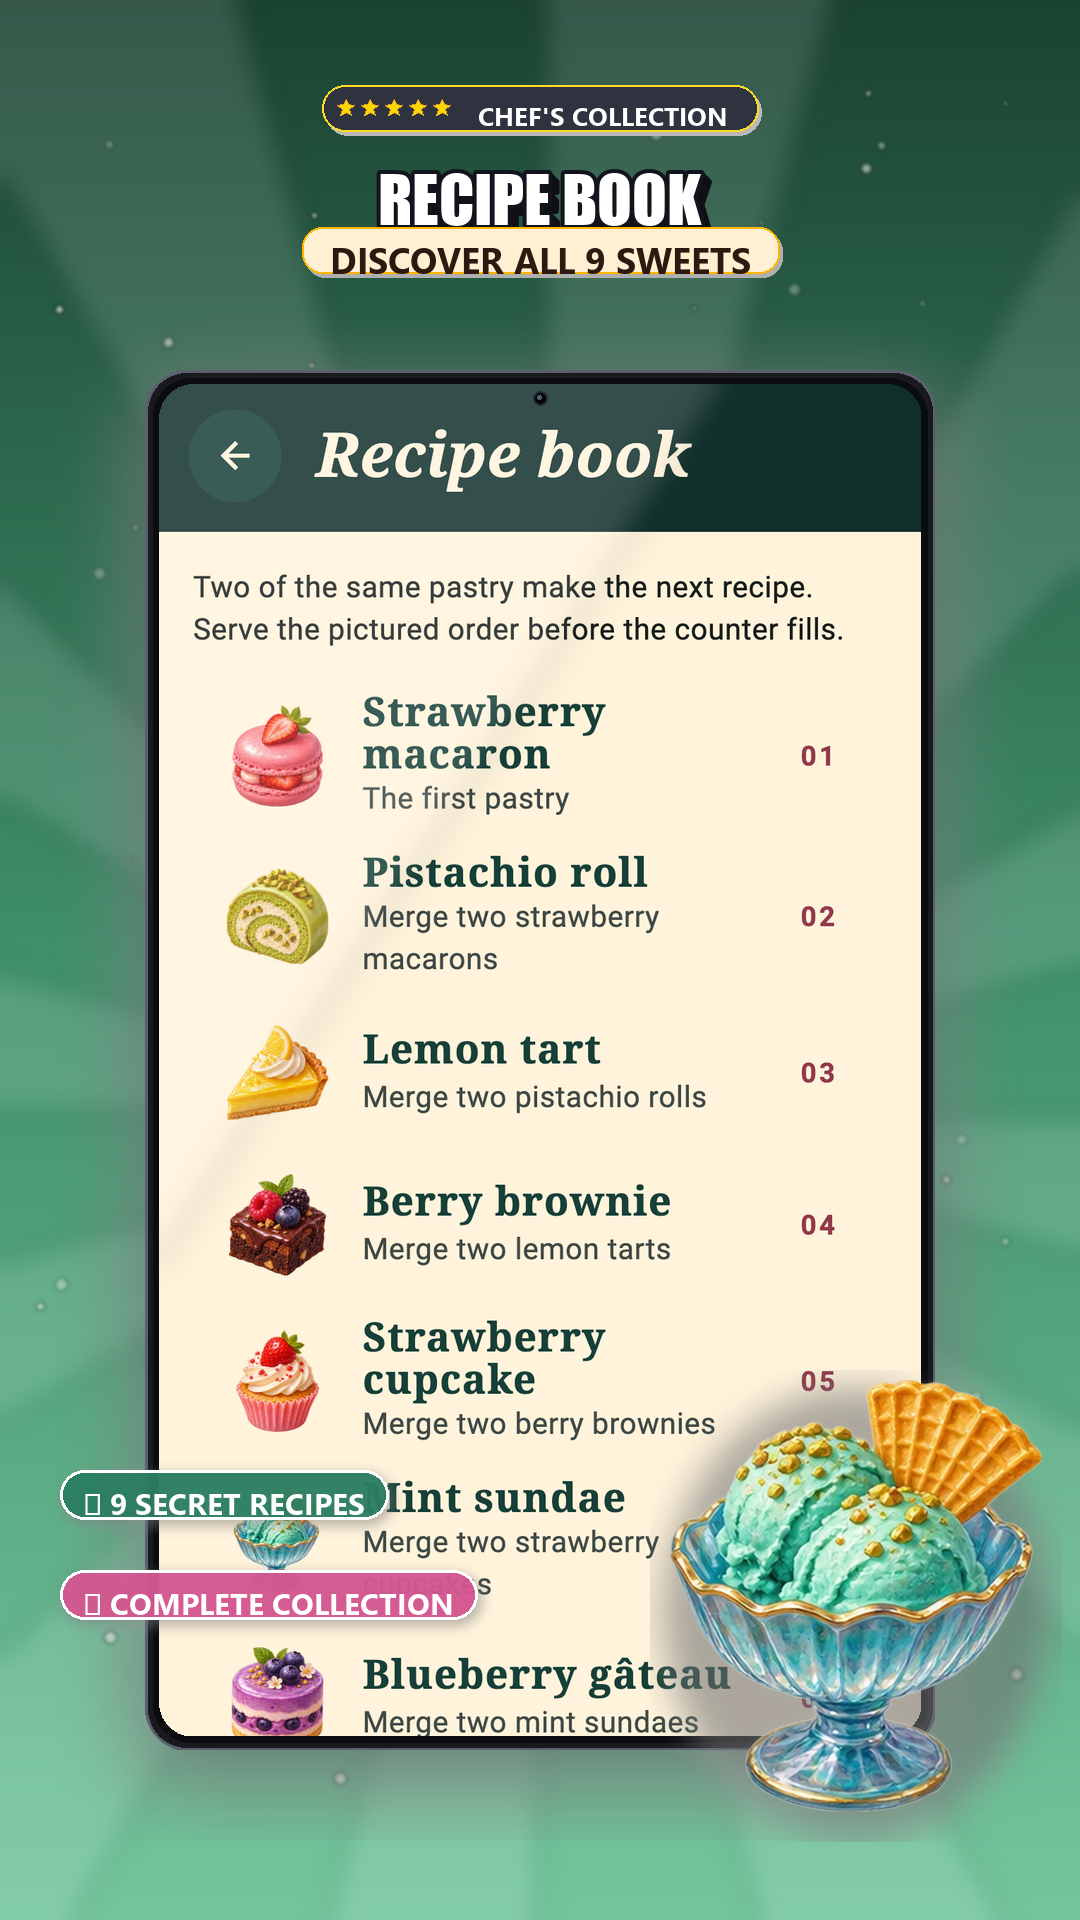 CHEF'S COLLECTION
RECIPE BOOK
DISCOVER ALL 9 SWEETS
Recipe book
Two of the same pastry make the next recipe.
Serve the pictured order before the counter fills.
Strawberry
macaron
The first pastry
01
Pistachio roll
Merge two strawberry
macarons
02
Lemon tart
Merge two pistachio rolls
03
Berry brownie
Merge two lemon tarts
04
Strawberry
cupcake
Merge two berry brownies
05
9 SECRET RECIPES
Mint sundae
Merge two strawberry
cupcakes
COMPLETE COLLECTION
Blueberry gâteau
Merge two mint sundaes